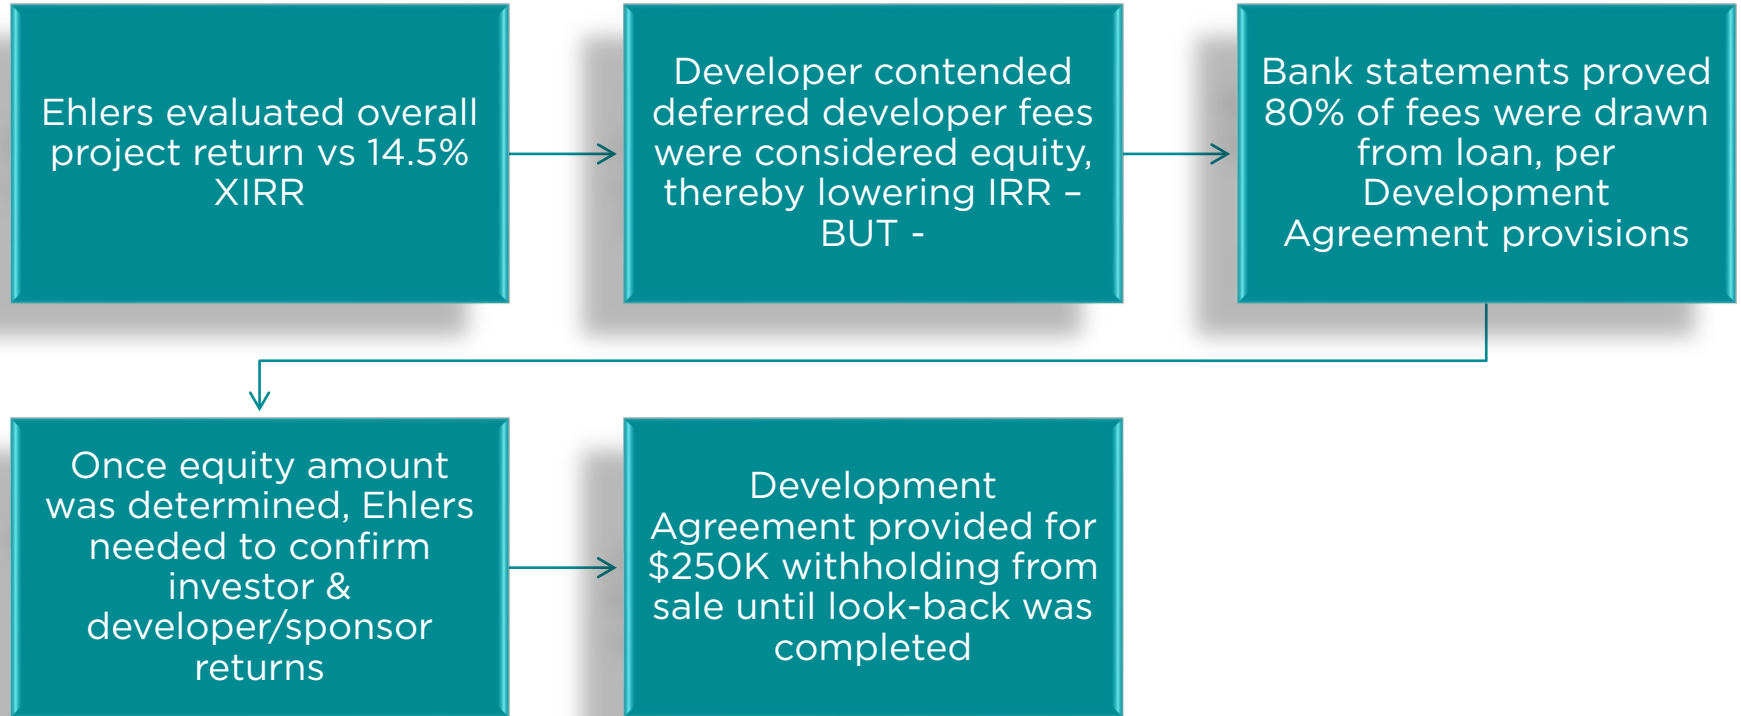 Ehlers evaluated overall
project return vs 14.5%
XIRR
Developer contended
deferred developer fees
were considered equity,
thereby lowering IRR –
BUT -
Bank statements proved
80% of fees were drawn
from loan, per
Development
Agreement provisions
Once equity amount
was determined, Ehlers
needed to confirm
investor &
developer/sponsor
returns
Development
Agreement provided for
$250K withholding from
sale until look-back was
completed